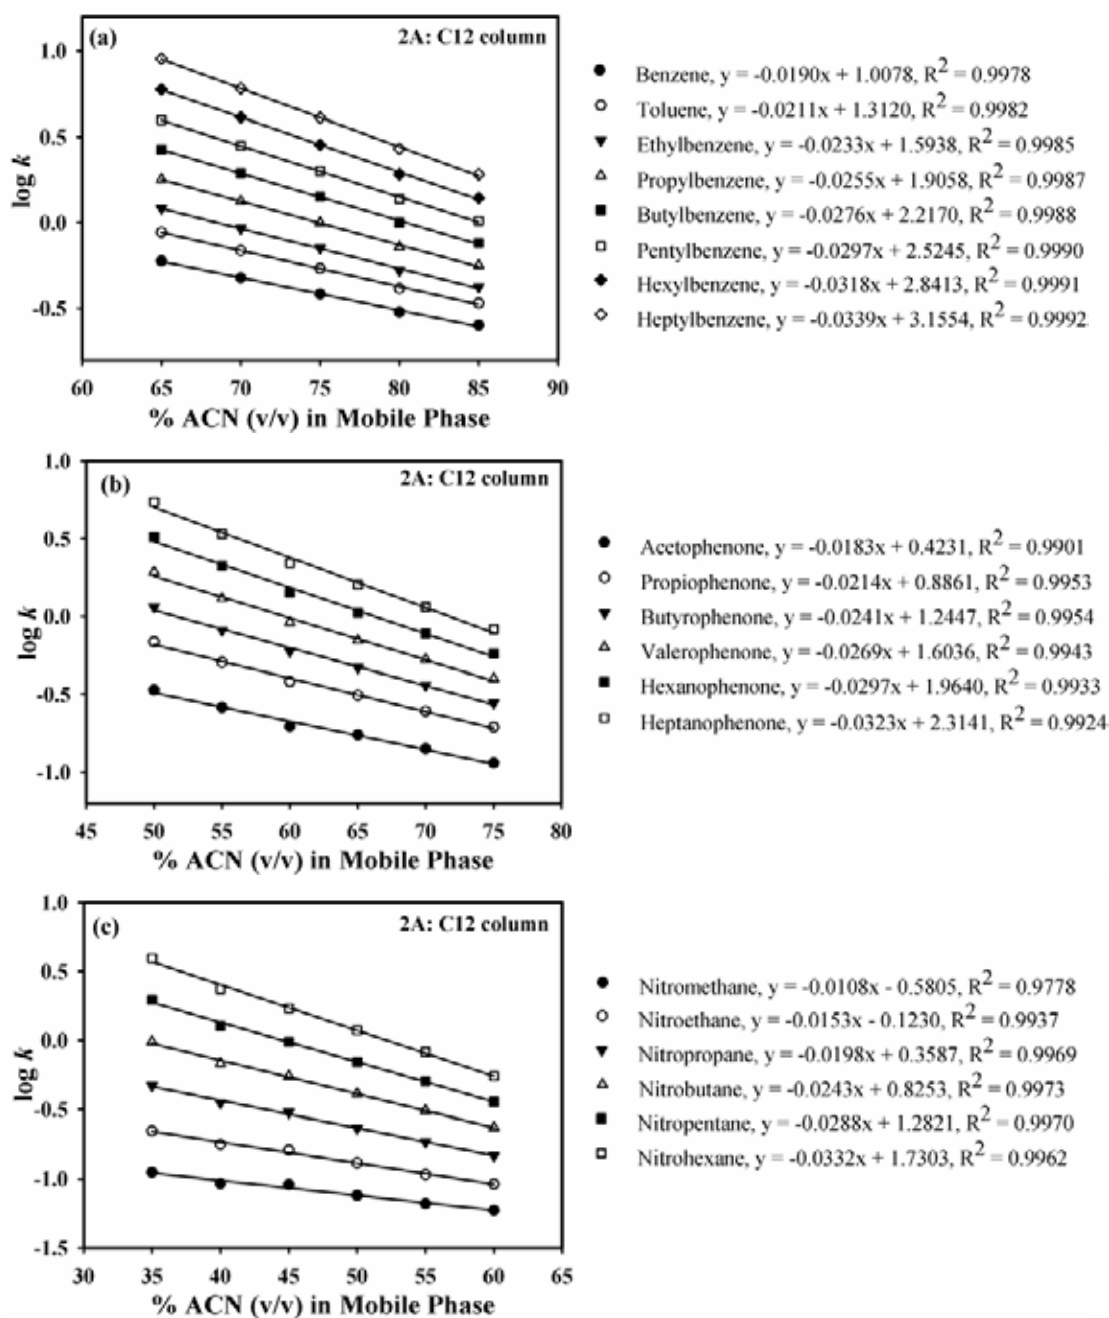 (a)
2A: C12 column
1.0
0.5
0.0
-0.5
log k
60 65 70 75 80 85 90
% ACN (v/v) in Mobile Phase
Benzene, y = -0.0190x + 1.0078, R² = 0.9978
Toluene, y = -0.0211x + 1.3120, R² = 0.9982
Ethylbenzene, y = -0.0233x + 1.5938, R² = 0.9985
Propylbenzene, y = -0.0255x + 1.9058, R² = 0.9987
Butylbenzene, y = -0.0276x + 2.2170, R² = 0.9988
Pentylbenzene, y = -0.0297x + 2.5245, R² = 0.9990
Hexylbenzene, y = -0.0318x + 2.8413, R² = 0.9991
Heptylbenzene, y = -0.0339x + 3.1554, R² = 0.9992
(b)
2A: C12 column
1.0
0.5
0.0
-0.5
-1.0
log k
45 50 55 60 65 70 75 80
% ACN (v/v) in Mobile Phase
Acetophenone, y = -0.0183x + 0.4231, R² = 0.9901
Propiophenone, y = -0.0214x + 0.8861, R² = 0.9953
Butyrophenone, y = -0.0241x + 1.2447, R² = 0.9954
Valerophenone, y = -0.0269x + 1.6036, R² = 0.9943
Hexanophenone, y = -0.0297x + 1.9640, R² = 0.9933
Heptanophenone, y = -0.0323x + 2.3141, R² = 0.9924
(c)
2A: C12 column
1.0
0.5
0.0
-0.5
-1.0
-1.5
log k
30 35 40 45 50 55 60 65
% ACN (v/v) in Mobile Phase
Nitromethane, y = -0.0108x - 0.5805, R² = 0.9778
Nitroethane, y = -0.0153x - 0.1230, R² = 0.9937
Nitropropane, y = -0.0198x + 0.3587, R² = 0.9969
Nitrobutane, y = -0.0243x + 0.8253, R² = 0.9973
Nitropentane, y = -0.0288x + 1.2821, R² = 0.9970
Nitrohexane, y = -0.0332x + 1.7303, R² = 0.9962